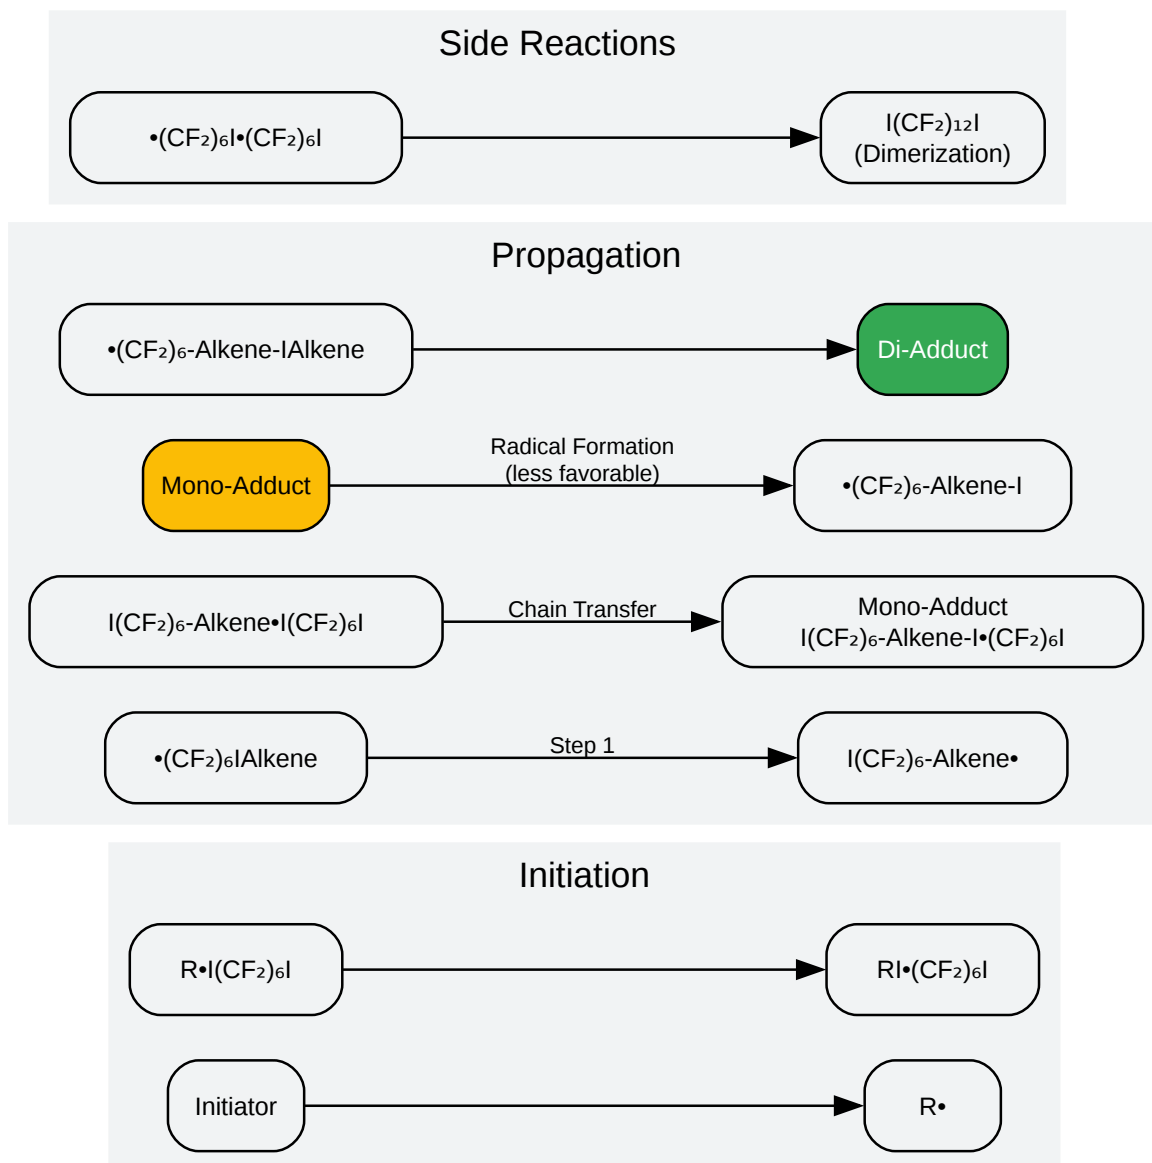 Side Reactions
•(CF₂)₆I•(CF₂)₆I
I(CF₂)₁₂I
(Dimerization)
Propagation
•(CF₂)₆-Alkene-IAlkene
Di-Adduct
Mono-Adduct
Radical Formation
(less favorable)
•(CF₂)₆-Alkene-I
I(CF₂)₆-Alkene•I(CF₂)₆I
Chain Transfer
Mono-Adduct
I(CF₂)₆-Alkene-I•(CF₂)₆I
•(CF₂)₆IAlkene
Step 1
I(CF₂)₆-Alkene•
Initiation
R•I(CF₂)₆I
RI•(CF₂)₆I
Initiator
R•